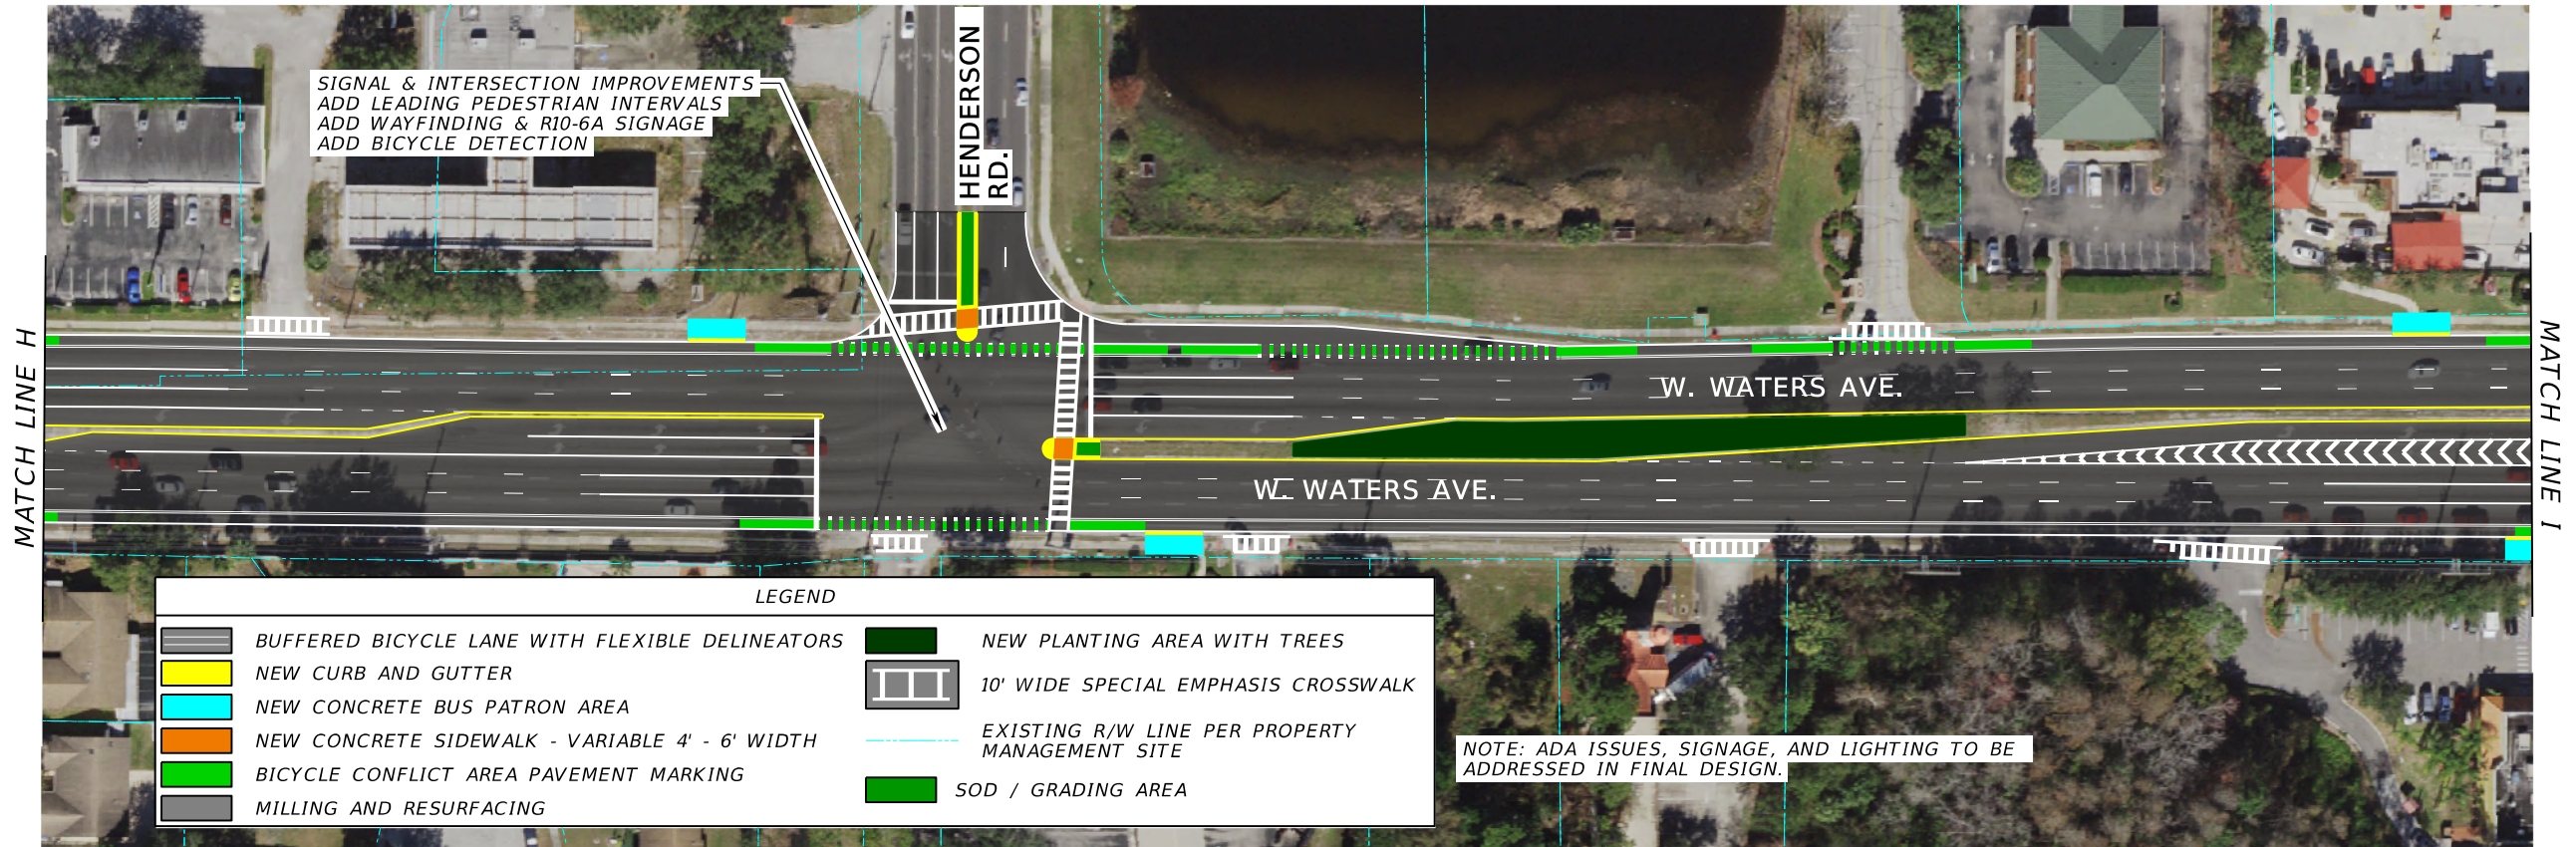 SIGNAL & INTERSECTION IMPROVEMENTS
ADD LEADING PEDESTRIAN INTERVALS
ADD WAYFINDING & R10-6A SIGNAGE
ADD BICYCLE DETECTION
HENDERSON
RD.
MATCH LINE H
W. WATERS AVE.
W. WATERS AVE.
MATCH LINE I
LEGEND
BUFFERED BICYCLE LANE WITH FLEXIBLE DELINEATORS
NEW CURB AND GUTTER
NEW CONCRETE BUS PATRON AREA
NEW CONCRETE SIDEWALK - VARIABLE 4' - 6' WIDTH
BICYCLE CONFLICT AREA PAVEMENT MARKING
MILLING AND RESURFACING
NEW PLANTING AREA WITH TREES
10' WIDE SPECIAL EMPHASIS CROSSWALK
EXISTING R/W LINE PER PROPERTY
MANAGEMENT SITE
SOD / GRADING AREA
NOTE: ADA ISSUES, SIGNAGE, AND LIGHTING TO BE
ADDRESSED IN FINAL DESIGN.